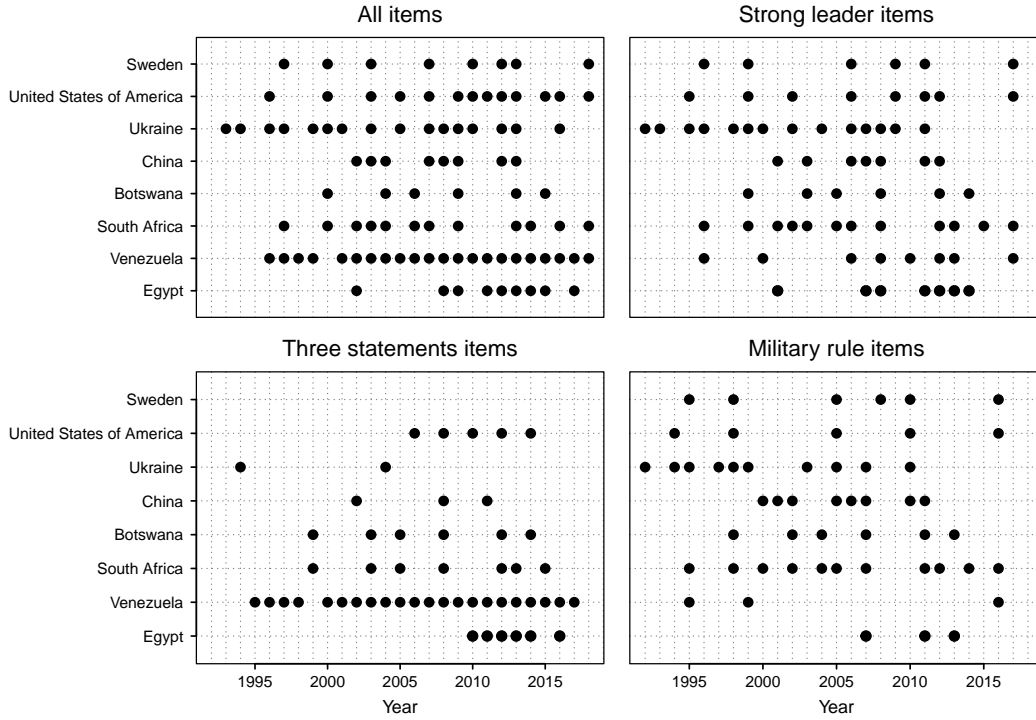 All items
Strong leader items
Sweden
United States of America
Ukraine
China
Botswana
South Africa
Venezuela
Egypt
Three statements items
Military rule items
Sweden
United States of America
Ukraine
China
Botswana
South Africa
Venezuela
Egypt
1995 2000 2005 2010 2015
1995 2000 2005 2010 2015
Year
Year